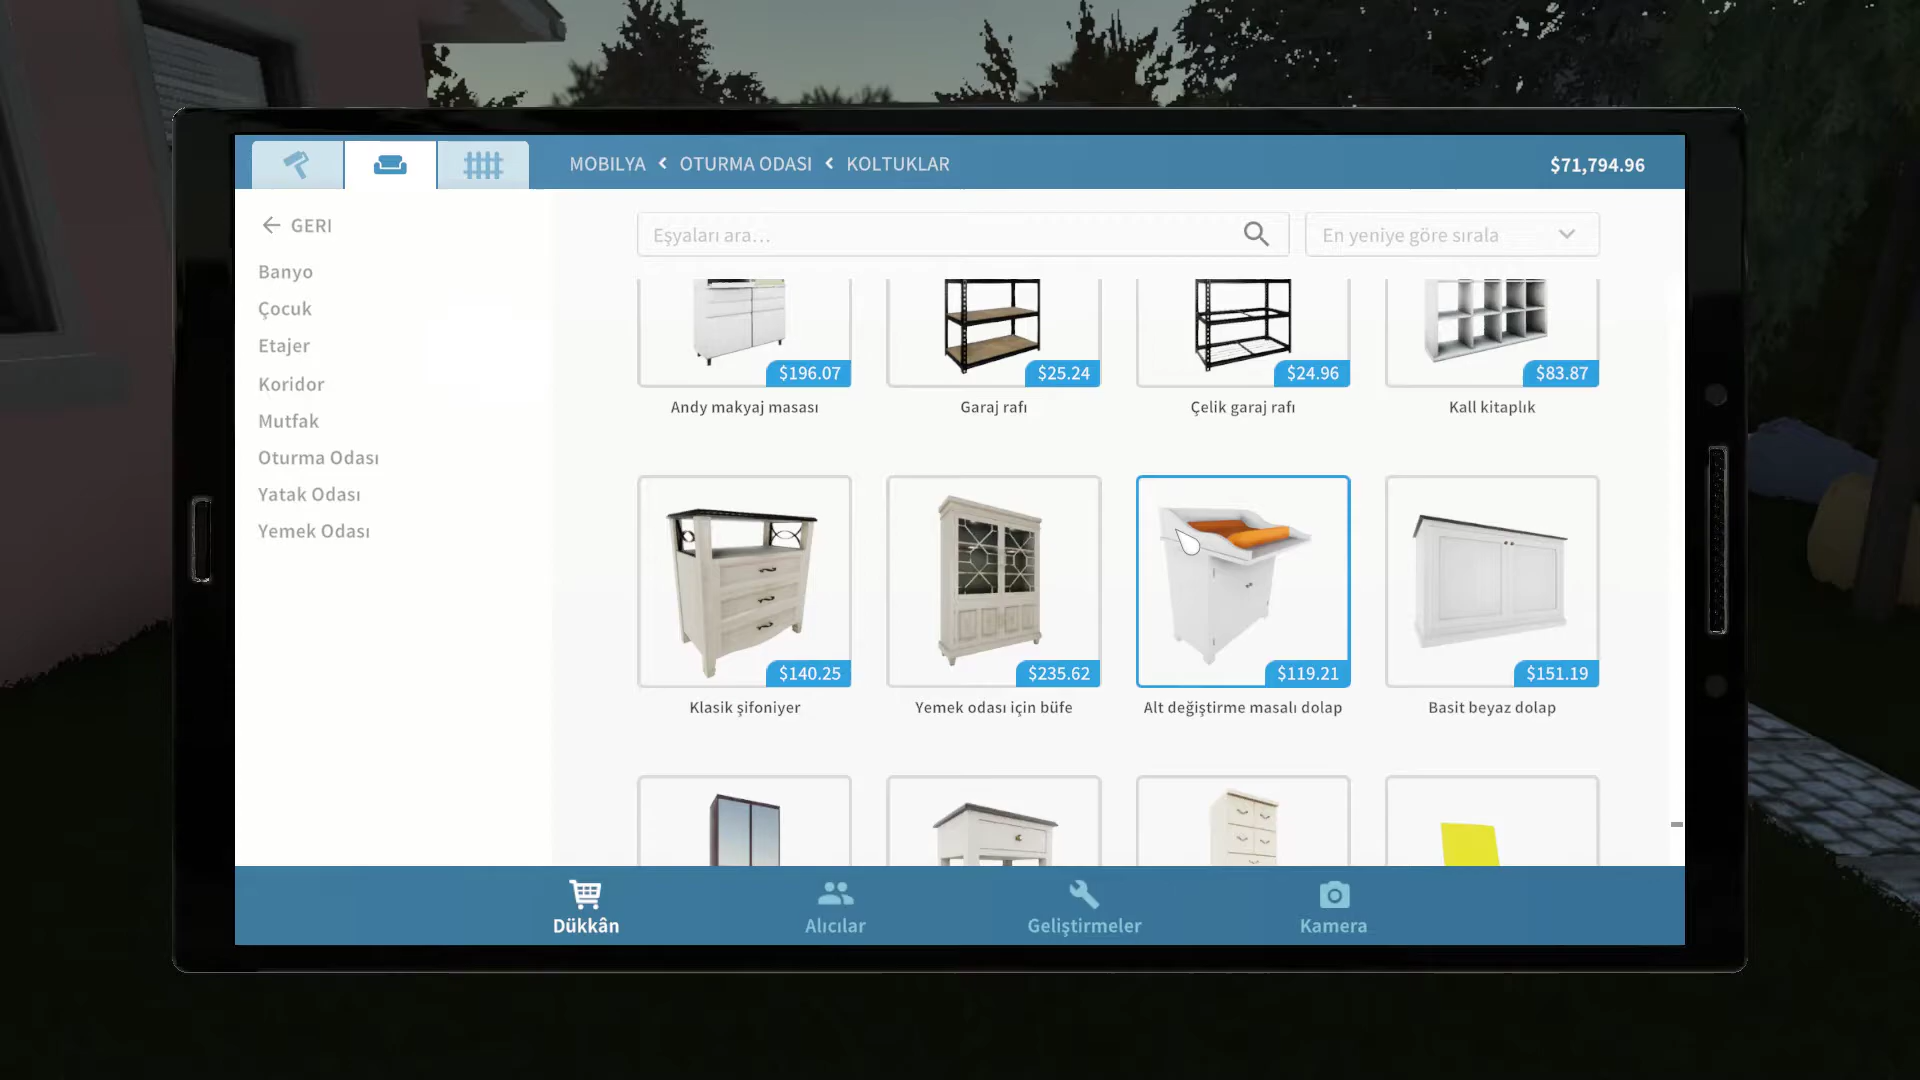 MOBILYA < OTURMA ODASI < KOLTUKLAR
$71,794.96
GERI
Banyo
Çocuk
Etajer
Koridor
Mutfak
Oturma Odası
Yatak Odası
Yemek Odası
Eşyaları ara...
En yeniye göre sırala
$196.07
$25.24
$24.96
$83.87
Andy makyaj masası
Garaj rafı
Çelik garaj rafı
Kall kitaplık
$140.25
$235.62
$119.21
$151.19
Klasik şifoniyer
Yemek odası için büfe
Alt değiştirme masalı dolap
Basit beyaz dolap
Dükkân
Alıcılar
Geliştirmeler
Kamera